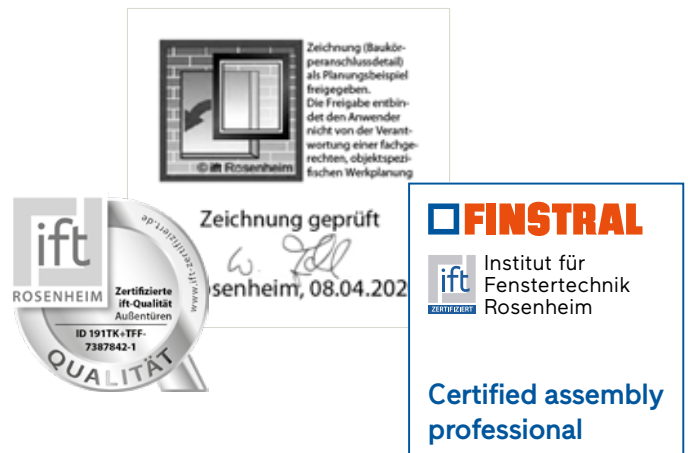 Zeichnung (Baukör-
peranschlussdetail)
als Planungsbeispiel
freigegeben.
Die Freigabe entbin-
det den Anwender
nicht von der Verant-
wortung einer fachge-
rechten, objektspezi-
fischen Werkplanung
© ift Rosenheim
Zeichnung geprüft
senheim, 08.04.202
ift
ROSENHEIM
www.ift-zertifiziert.de
Zertifizierte
ift-Qualität
Außentüren
ID 191TK+TFF-
7387842-1
QUALITÄT
FINSTRAL
ift
ZERTIFIZIERT
Institut für
Fenstertechnik
Rosenheim
Certified assembly
professional